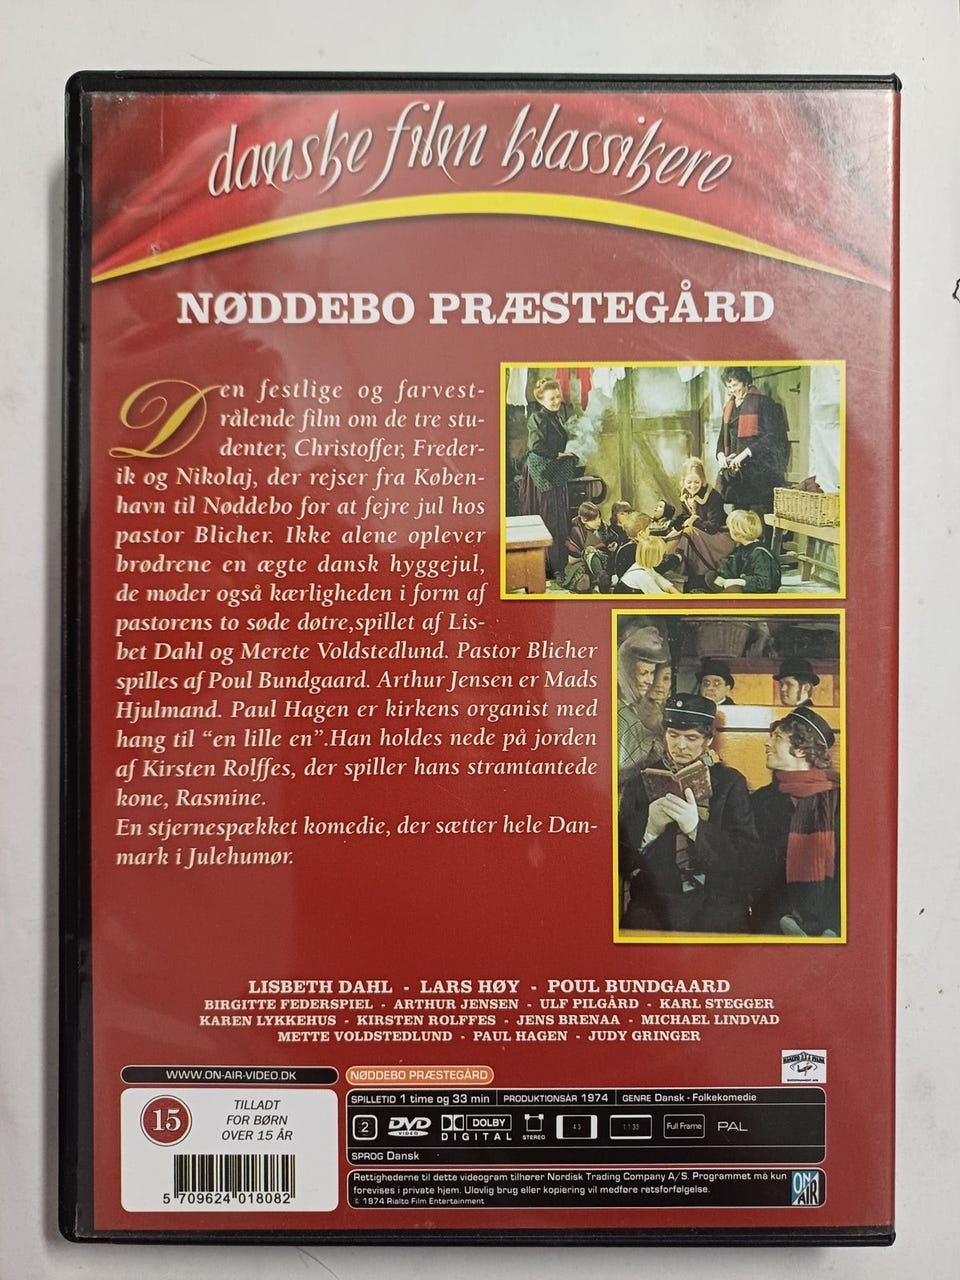 danske film klassikere
NØDDEBO PRÆSTEGÅRD
Den festlige og farvest-
rålende film om de tre stu-
denter, Christoffer, Freder-
ik og Nikolaj, der rejser fra Køben-
havn til Nøddebo for at fejre jul hos
pastor Blicher. Ikke alene oplever
brødrene en ægte dansk hyggejul,
de møder også kærligheden i form af
pastorens to søde døtre,spillet af Lis-
bet Dahl og Merete Voldstedlund. Pastor Blicher
spilles af Poul Bundgaard. Arthur Jensen er Mads
Hjulmand. Paul Hagen er kirkens organist med
hang til “en lille en”.Han holdes nede på jorden
af Kirsten Rolffes, der spiller hans stramtantede
kone, Rasmine.
En stjernespækket komedie, der sætter hele Dan-
mark i Julehumør.
LISBETH DAHL - LARS HØY - POUL BUNDGAARD
BIRGITTE FEDERSPIEL - ARTHUR JENSEN - ULF PILGÅRD - KARL STEGGER
KAREN LYKKEHUS - KIRSTEN ROLFFES - JENS BRENAA - MICHAEL LINDVAD
METTE VOLDSTEDLUND - PAUL HAGEN - JUDY GRINGER
WWW.ON-AIR-VIDEO.DK
NØDDEBO PRÆSTEGÅRD
15
TILLADT
FOR BØRN
OVER 15 ÅR
5 709624 018082
SPILLETID 1 time og 33 min PRODUKTIONSÅR 1974 GENRE Dansk - Folkekomedie
2 DVD VIDEO DOLBY DIGITAL STEREO 4:3 1:1.33 Full Frame PAL
SPROG Dansk
Rettighederne til dette videogram tilhører Nordisk Trading Company A/S. Programmet må kun
forevises i private hjem. Ulovlig brug eller kopiering vil medføre retsforfølgelse.
© 1974 Rialto Film Entertainment
ON AIR